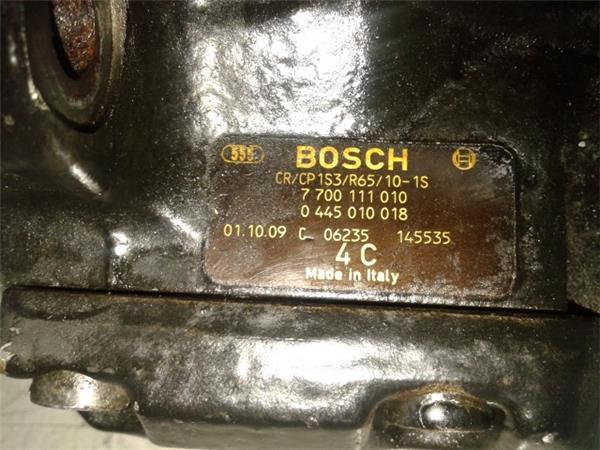 555 BOSCH
CR/CP1S3/R65/10-1S
7 700 111 010
0 445 010 018
01.10.09 C 06235 145535
4 C
Made in Italy